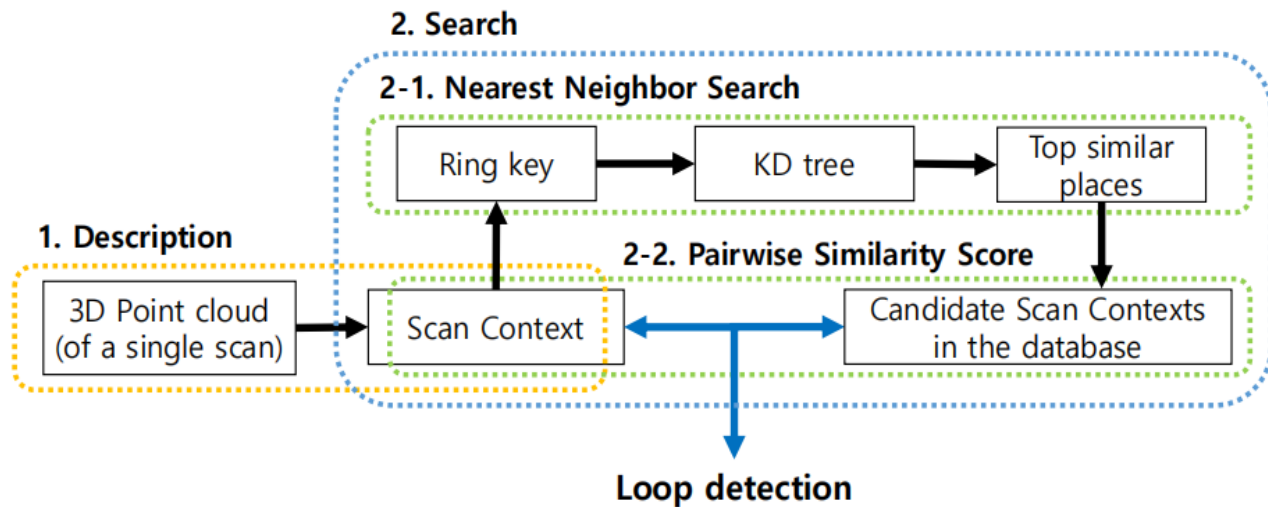 2. Search
2-1. Nearest Neighbor Search
Ring key
KD tree
Top similar
places
1. Description
2-2. Pairwise Similarity Score
3D Point cloud
(of a single scan)
Scan Context
Candidate Scan Contexts
in the database
Loop detection